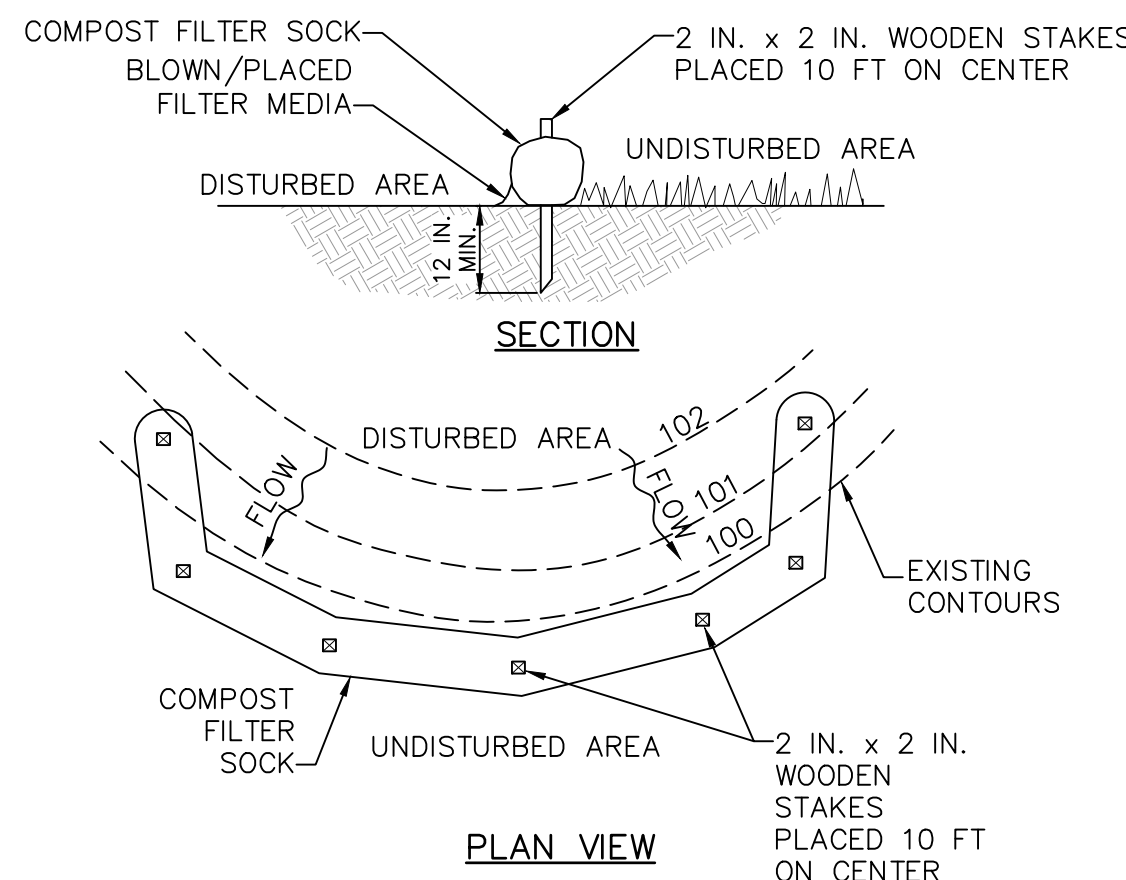 COMPOST FILTER SOCK
BLOWN/PLACED
FILTER MEDIA
2 IN. x 2 IN. WOODEN STAKES
PLACED 10 FT ON CENTER
UNDISTURBED AREA
DISTURBED AREA
12 IN.
MIN.
SECTION
102
DISTURBED AREA
FLOW
FLOW
101
100
EXISTING
CONTOURS
COMPOST
FILTER
SOCK
UNDISTURBED AREA
2 IN. x 2 IN.
WOODEN
STAKES
PLACED 10 FT
ON CENTER
PLAN VIEW